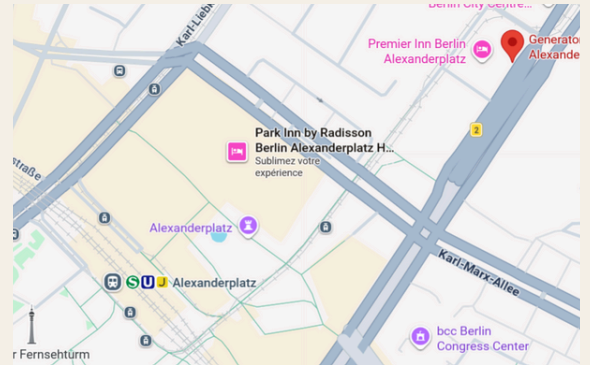 Berlin City Centre...
Karl-Liebk
Premier Inn Berlin
Alexanderplatz
Generator
Alexande
2
Park Inn by Radisson
Berlin Alexanderplatz H...
Sublimez votre
expérience
straße
Alexanderplatz
S U Alexanderplatz
Karl-Marx-Allee
bcc Berlin
Congress Center
r Fernsehturm